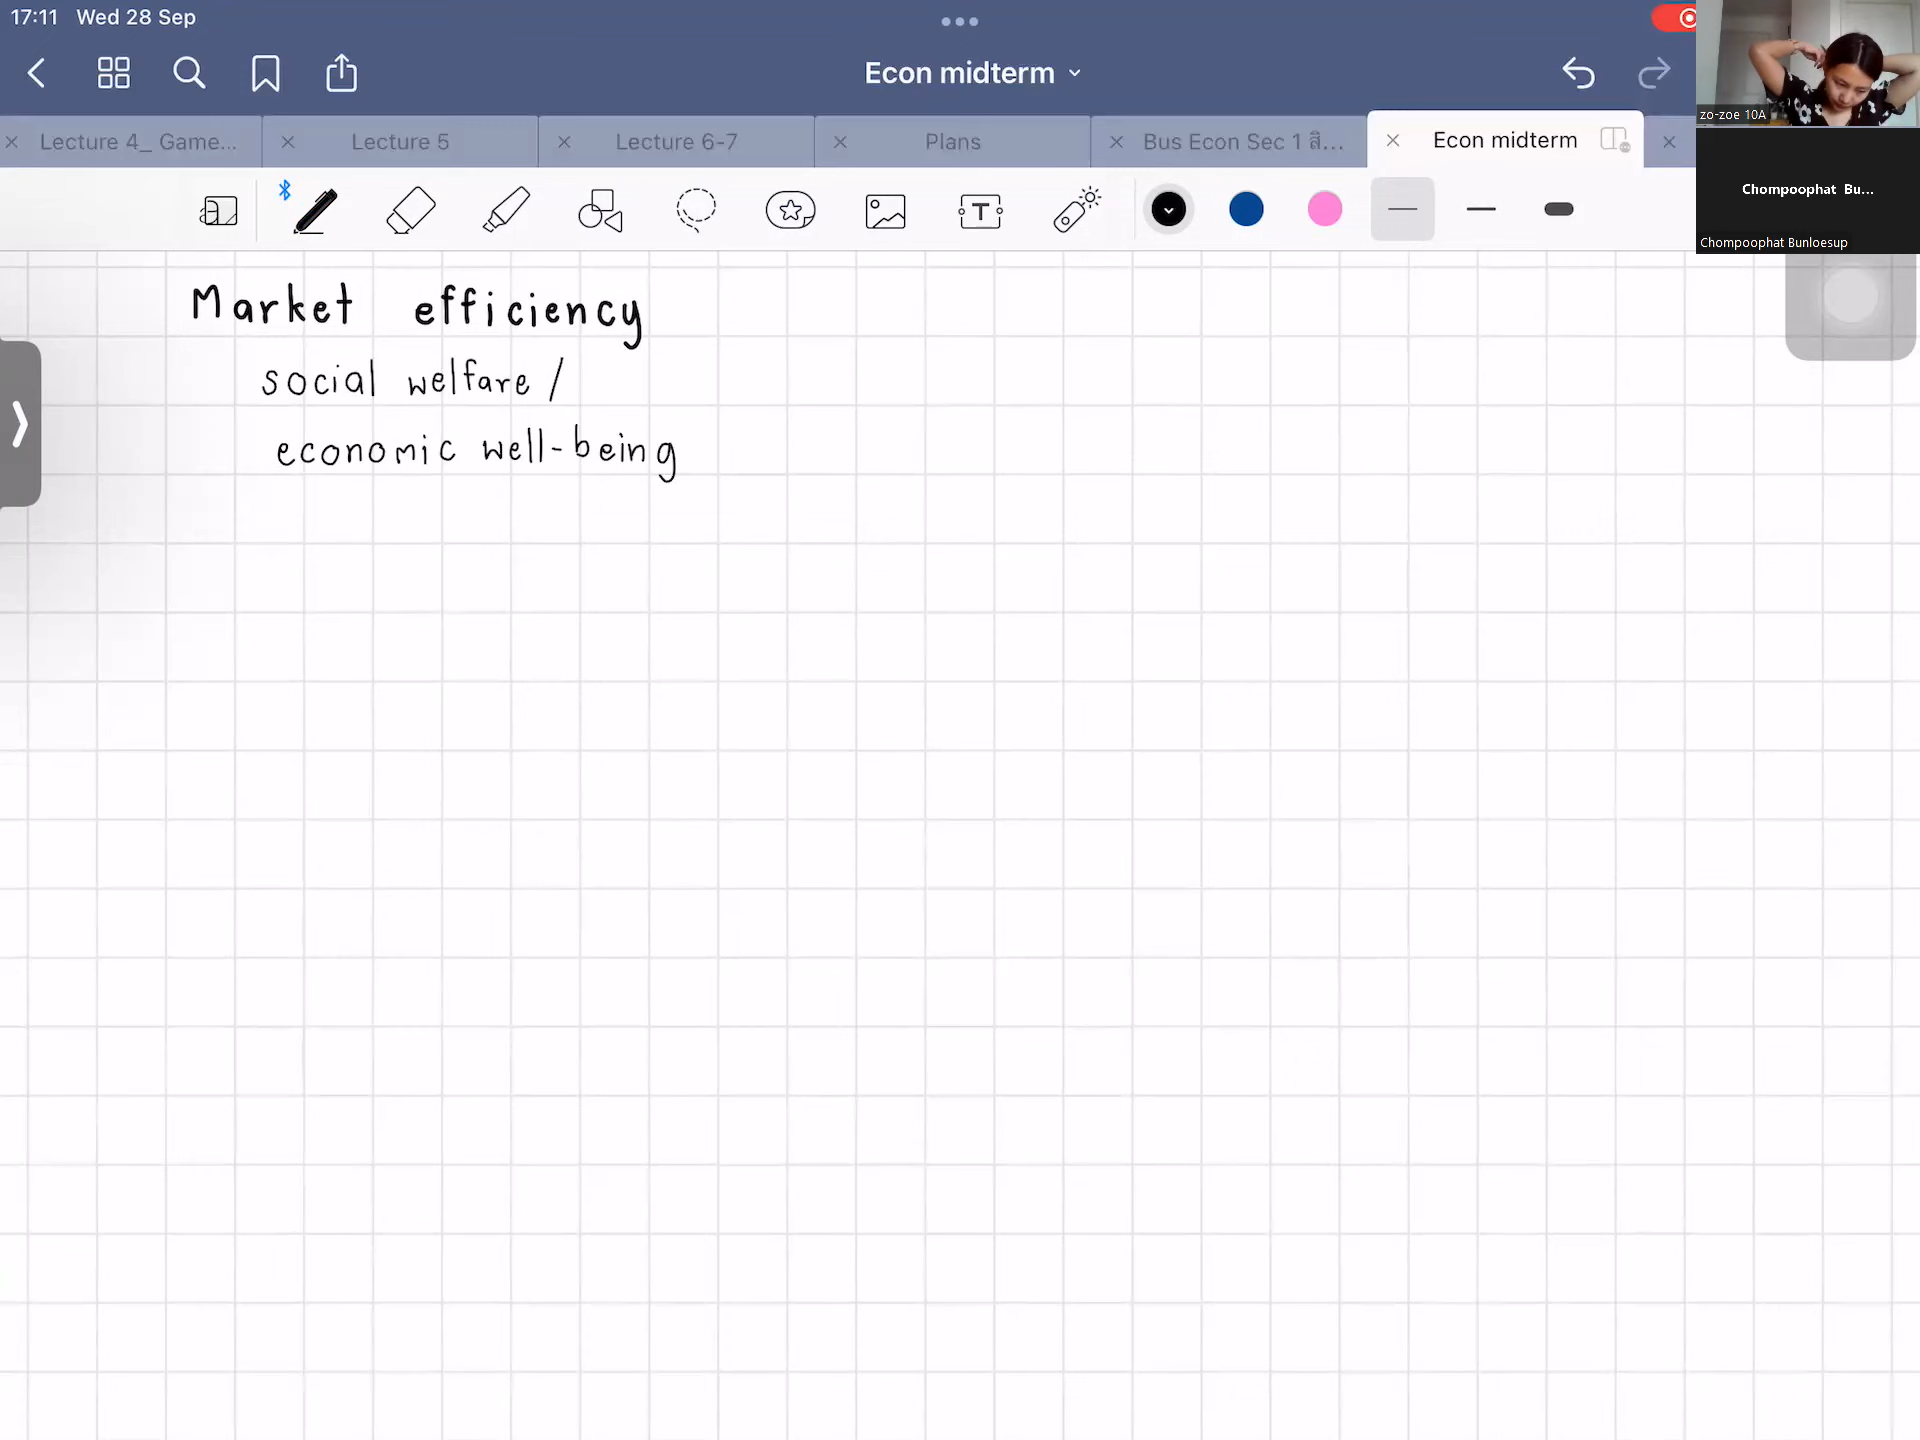 17:11 Wed 28 Sep
Econ midterm
zo-zoe 10A
Lecture 4_ Game...
Lecture 5
Lecture 6-7
Plans
Bus Econ Sec 1 สิ...
Econ midterm
Chompoophat Bu...
Chompoophat Bunloesup
Market efficiency
social welfare /
economic well-being